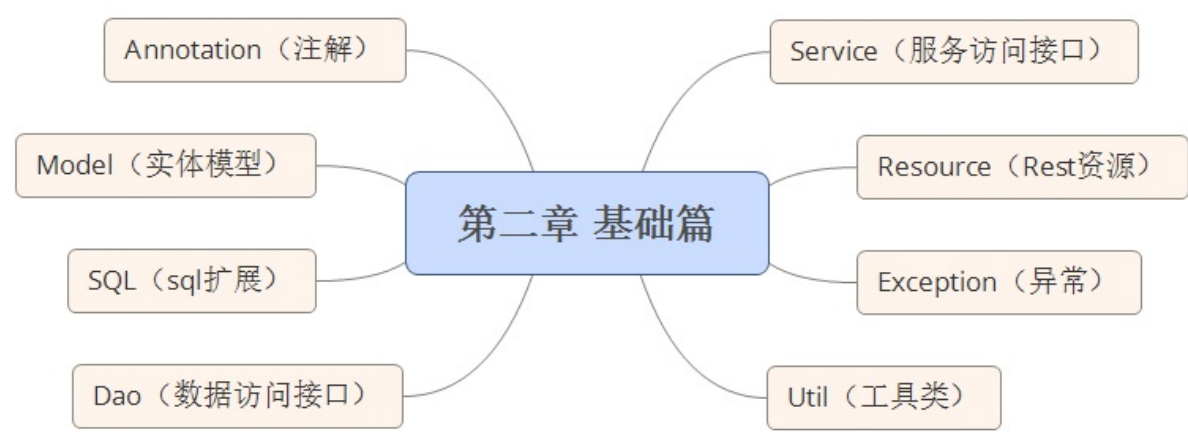 Annotation（注解）
Service（服务访问接口）
Model（实体模型）
Resource（Rest资源）
第二章 基础篇
SQL（sql扩展）
Exception（异常）
Dao（数据访问接口）
Util（工具类）